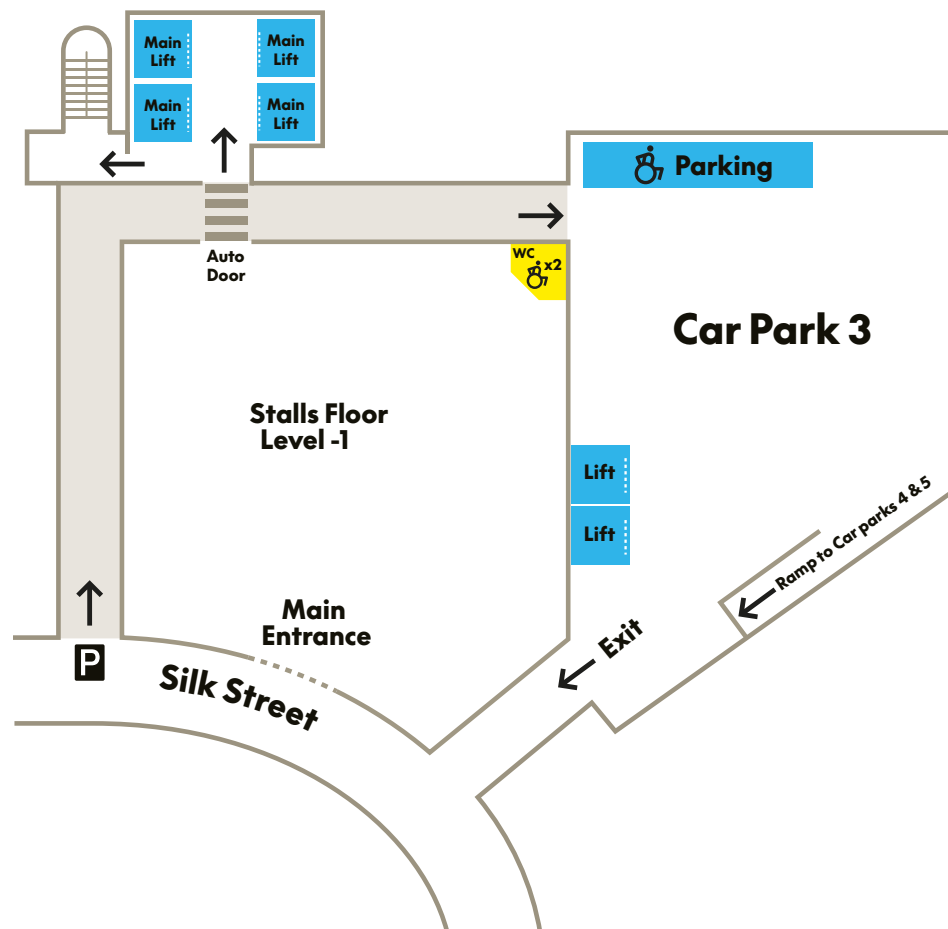 Main
Lift
Main
Lift
Main
Lift
Main
Lift
Parking
Auto
Door
WC
x2
Car Park 3
Stalls Floor
Level -1
Lift
Lift
Ramp to Car parks 4 & 5
Main
Entrance
Exit
P
Silk Street